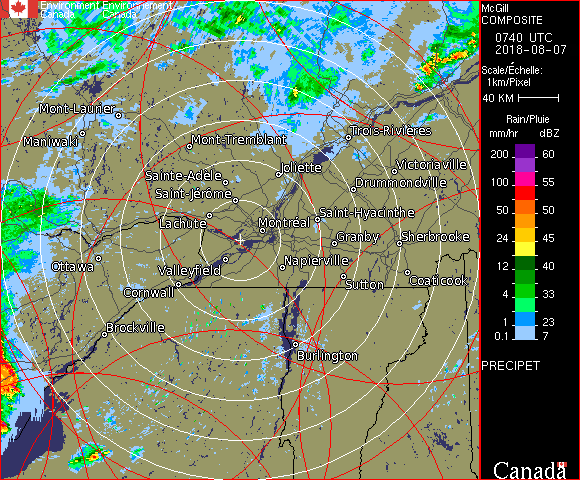 Environment Environnement
Canada Canada
McGill
COMPOSITE
0740 UTC
2018-08-07
Scale/Échelle:
1km/Pixel
40 KM
Rain/Pluie
mm/hr dBZ
200 60
100 55
50 50
24 45
12 40
4 33
1 23
0.1 7
PRECIPET
Canada
Mont-Laurier
Maniwaki
Mont-Tremblant
Trois-Rivières
Joliette
Victoriaville
Sainte-Adèle
Drummondville
Saint-Jérôme
Lachute
Montréal
Saint-Hyacinthe
Granby
Sherbrooke
Ottawa
Valleyfield
Napierville
Cornwall
Sutton
Coaticook
Brockville
Burlington